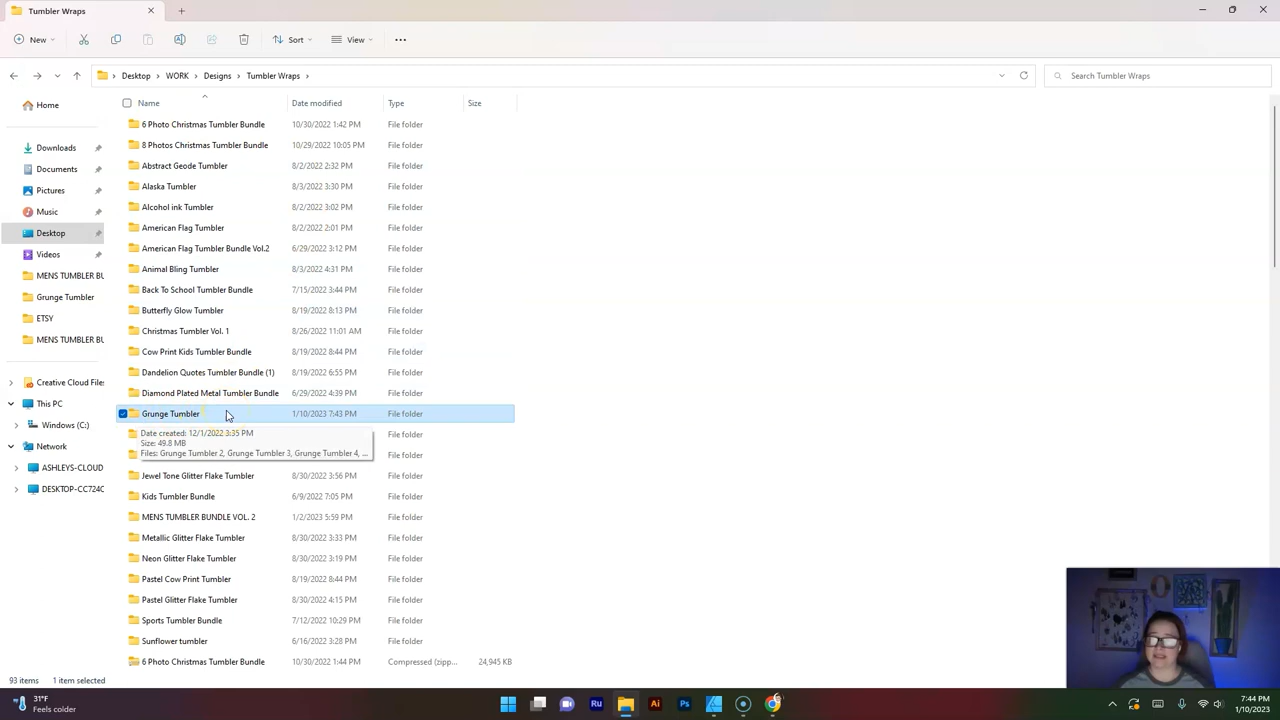 Tumbler Wraps
New
Sort
View
Desktop > WORK > Designs > Tumbler Wraps >
Search Tumbler Wraps
Name Date modified Type Size
Home
Downloads
Documents
Pictures
Music
Desktop
Videos
MENS TUMBLER BU
Grunge Tumbler
ETSY
MENS TUMBLER BU
Creative Cloud Files
This PC
Windows (C:)
Network
ASHLEYS-CLOUD
DESKTOP-CC724C
6 Photo Christmas Tumbler Bundle 10/30/2022 1:42 PM File folder
8 Photos Christmas Tumbler Bundle 10/29/2022 10:05 PM File folder
Abstract Geode Tumbler 8/2/2022 2:32 PM File folder
Alaska Tumbler 8/3/2022 3:30 PM File folder
Alcohol ink Tumbler 8/2/2022 3:02 PM File folder
American Flag Tumbler 8/2/2022 2:01 PM File folder
American Flag Tumbler Bundle Vol.2 6/29/2022 3:12 PM File folder
Animal Bling Tumbler 8/3/2022 4:31 PM File folder
Back To School Tumbler Bundle 7/15/2022 3:44 PM File folder
Butterfly Glow Tumbler 8/19/2022 8:13 PM File folder
Christmas Tumbler Vol. 1 8/26/2022 11:01 AM File folder
Cow Print Kids Tumbler Bundle 8/19/2022 8:44 PM File folder
Dandelion Quotes Tumbler Bundle (1) 8/19/2022 6:55 PM File folder
Diamond Plated Metal Tumbler Bundle 6/29/2022 4:39 PM File folder
Grunge Tumbler 1/10/2023 7:43 PM File folder
Date created: 12/1/2022 3:35 PM
File folder
Size: 49.8 MB
Files: Grunge Tumbler 2, Grunge Tumbler 3, Grunge Tumbler 4, ...
File folder
Jewel Tone Glitter Flake Tumbler 8/30/2022 3:56 PM File folder
Kids Tumbler Bundle 6/9/2022 7:05 PM File folder
MENS TUMBLER BUNDLE VOL. 2 1/2/2023 5:59 PM File folder
Metallic Glitter Flake Tumbler 8/30/2022 3:33 PM File folder
Neon Glitter Flake Tumbler 8/30/2022 3:19 PM File folder
Pastel Cow Print Tumbler 8/19/2022 8:44 PM File folder
Pastel Glitter Flake Tumbler 8/30/2022 4:15 PM File folder
Sports Tumbler Bundle 7/12/2022 10:29 PM File folder
Sunflower tumbler 6/16/2022 3:28 PM File folder
6 Photo Christmas Tumbler Bundle 10/30/2022 1:44 PM Compressed (zipp... 24,945 KB
93 items 1 item selected
31°F
Feels colder
Ru
Ai
Ps
7:44 PM
1/10/2023